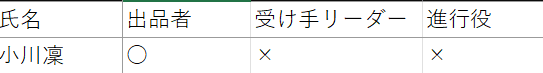 氏名 出品者 受け手リーダー 進行役
小川凜 〇 × ×